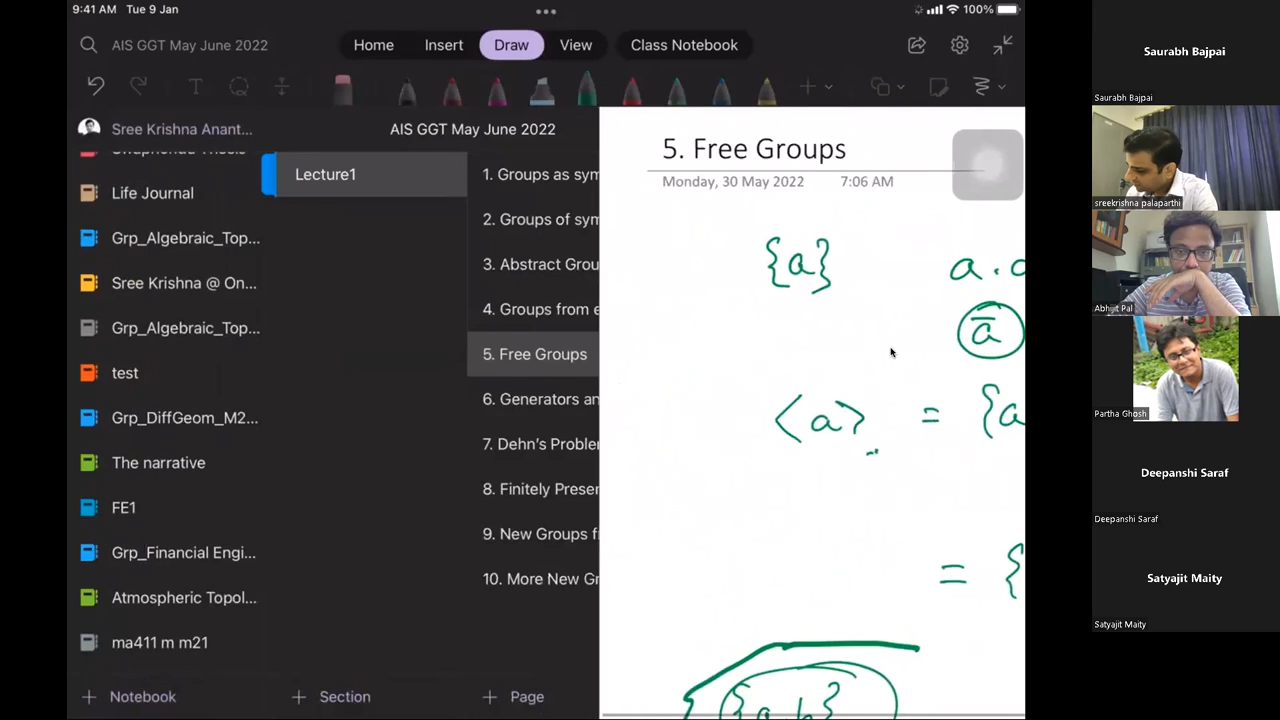 9:41 AM Tue 9 Jan
100%
AIS GGT May June 2022
Home
Insert
Draw
View
Class Notebook
T
Sree Krishna Anant...
AIS GGT May June 2022
Life Journal
Grp_Algebraic_Top...
Sree Krishna @ On...
Grp_Algebraic_Top...
test
Grp_DiffGeom_M2...
The narrative
FE1
Grp_Financial Engi...
Atmospheric Topol...
ma411 m m21
+ Notebook
Lecture1
+ Section
1. Groups as sym
2. Groups of sym
3. Abstract Grou
4. Groups from e
5. Free Groups
6. Generators an
7. Dehn's Proble
8. Finitely Presen
9. New Groups fr
10. More New Gr
+ Page
5. Free Groups
Monday, 30 May 2022 7:06 AM
{a} a.a
ā
<a> = {a
= {
{a,b}
Saurabh Bajpai
Saurabh Bajpai
sreekrishna palaparthi
Abhijit Pal
Partha Ghosh
Deepanshi Saraf
Deepanshi Saraf
Satyajit Maity
Satyajit Maity